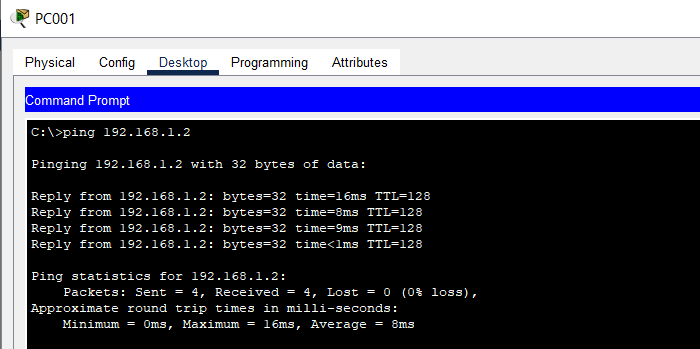 PC001
Physical Config Desktop Programming Attributes
Command Prompt
C:\>ping 192.168.1.2
Pinging 192.168.1.2 with 32 bytes of data:
Reply from 192.168.1.2: bytes=32 time=16ms TTL=128
Reply from 192.168.1.2: bytes=32 time=8ms TTL=128
Reply from 192.168.1.2: bytes=32 time=9ms TTL=128
Reply from 192.168.1.2: bytes=32 time<1ms TTL=128
Ping statistics for 192.168.1.2:
Packets: Sent = 4, Received = 4, Lost = 0 (0% loss),
Approximate round trip times in milli-seconds:
Minimum = 0ms, Maximum = 16ms, Average = 8ms